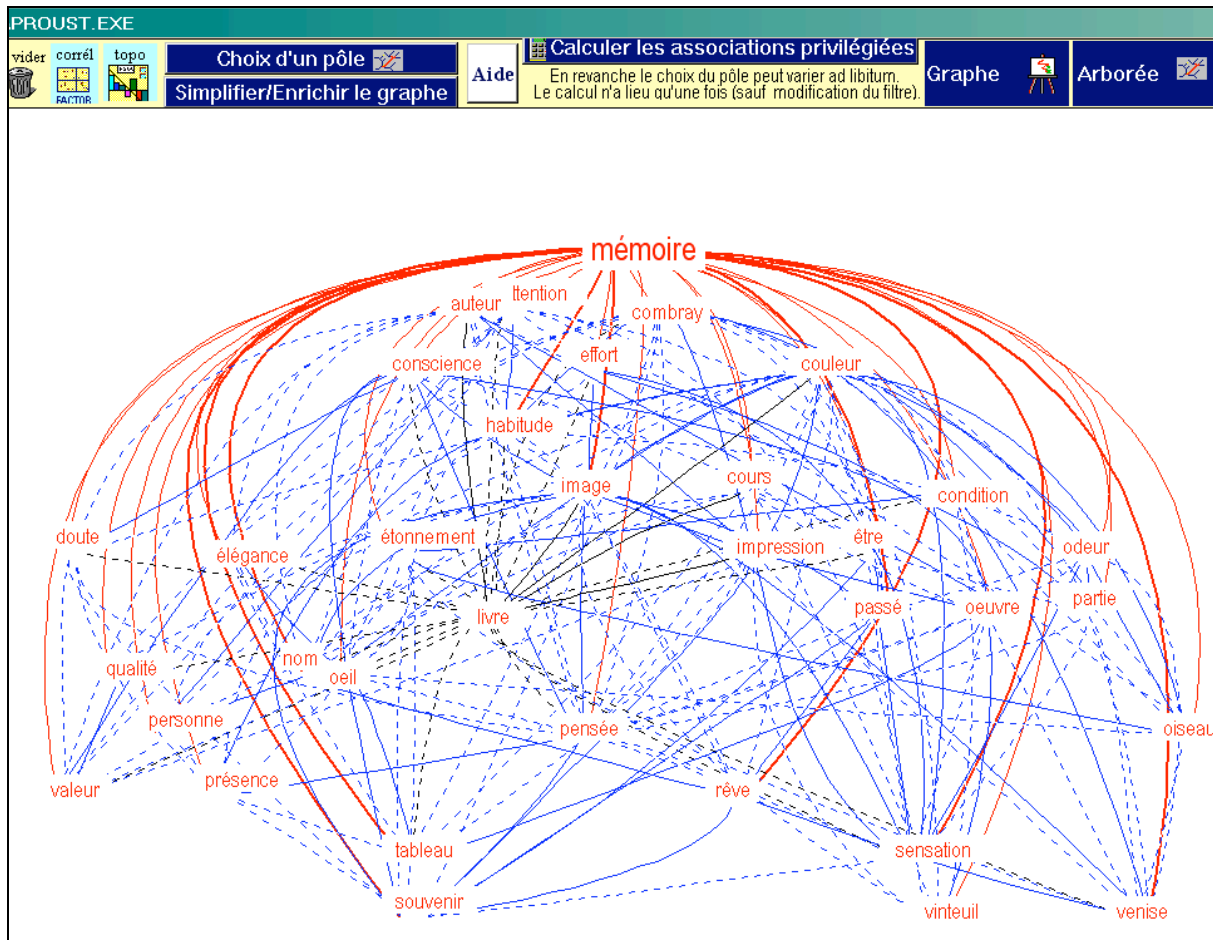 .PROUST.EXE
vider
corrél
topo
FACTOR
Choix d'un pôle
Simplifier/Enrichir le graphe
Aide
Calculer les associations privilégiées
En revanche le choix du pôle peut varier ad libitum.
Le calcul n'a lieu qu'une fois (sauf modification du filtre).
Graphe
Arborée
mémoire
auteur
ttention
combray
conscience
effort
couleur
habitude
image
cours
condition
doute
élégance
étonnement
impression
être
odeur
livre
passé
oeuvre
partie
qualité
nom
oeil
personne
pensée
oiseau
valeur
présence
rêve
tableau
sensation
souvenir
vinteuil
venise